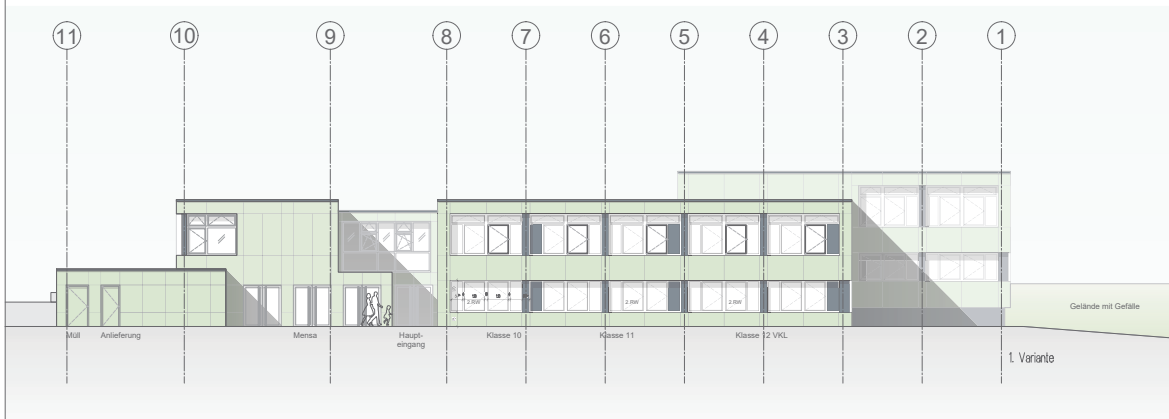 11 10 9 8 7 6 5 4 3 2 1
2.RW 2.RW 2.RW
Gelände mit Gefälle
Müll Anlieferung Mensa Haupt-
eingang Klasse 10 Klasse 11 Klasse 12 VKL
1. Variante